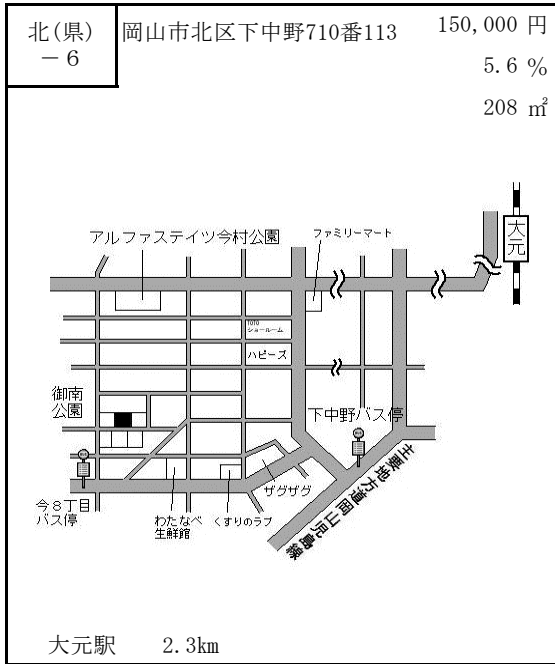 北(県)
－6
岡山市北区下中野710番113
150,000 円
5.6 %
208 ㎡
大元
アルファステイツ今村公園
ファミリーマート
TOTO
ショールーム
ハピーズ
御南
公園
下中野バス停
今8丁目
バス停
わたなべ
生鮮館
くすりのラブ
ザグザグ
主要地方道岡山児島線
大元駅 2.3km